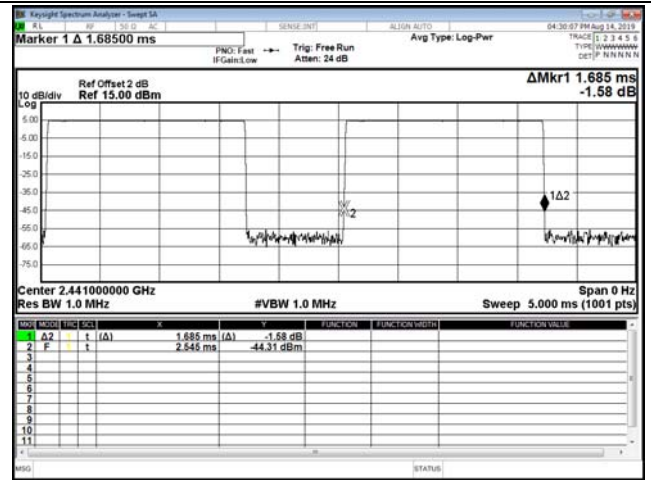 Keysight Spectrum Analyzer - Swept SA
RL RF 50 Ω AC SENSE:INT ALIGN AUTO 04:30:07 PM Aug 14, 2019
Marker 1 Δ 1.68500 ms
PNO: Fast
IFGain:Low
Trig: Free Run
Atten: 24 dB
Avg Type: Log-Pwr
TRACE 1 2 3 4 5 6
TYPE WWWWWW
DET P N N N N N
ΔMkr1 1.685 ms
-1.58 dB
Ref Offset 2 dB
10 dB/div Ref 15.00 dBm
Log
5.00
-5.00
-15.0
-25.0
-35.0
-45.0
-55.0
-65.0
-75.0
1Δ2
2
Center 2.441000000 GHz Span 0 Hz
Res BW 1.0 MHz #VBW 1.0 MHz Sweep 5.000 ms (1001 pts)
MKR MODE TRC SCL X Y FUNCTION FUNCTION WIDTH FUNCTION VALUE
1 Δ2 1 t (Δ) 1.685 ms (Δ) -1.58 dB
2 F 1 t 2.545 ms -44.31 dBm
3
4
5
6
7
8
9
10
11
MSG STATUS